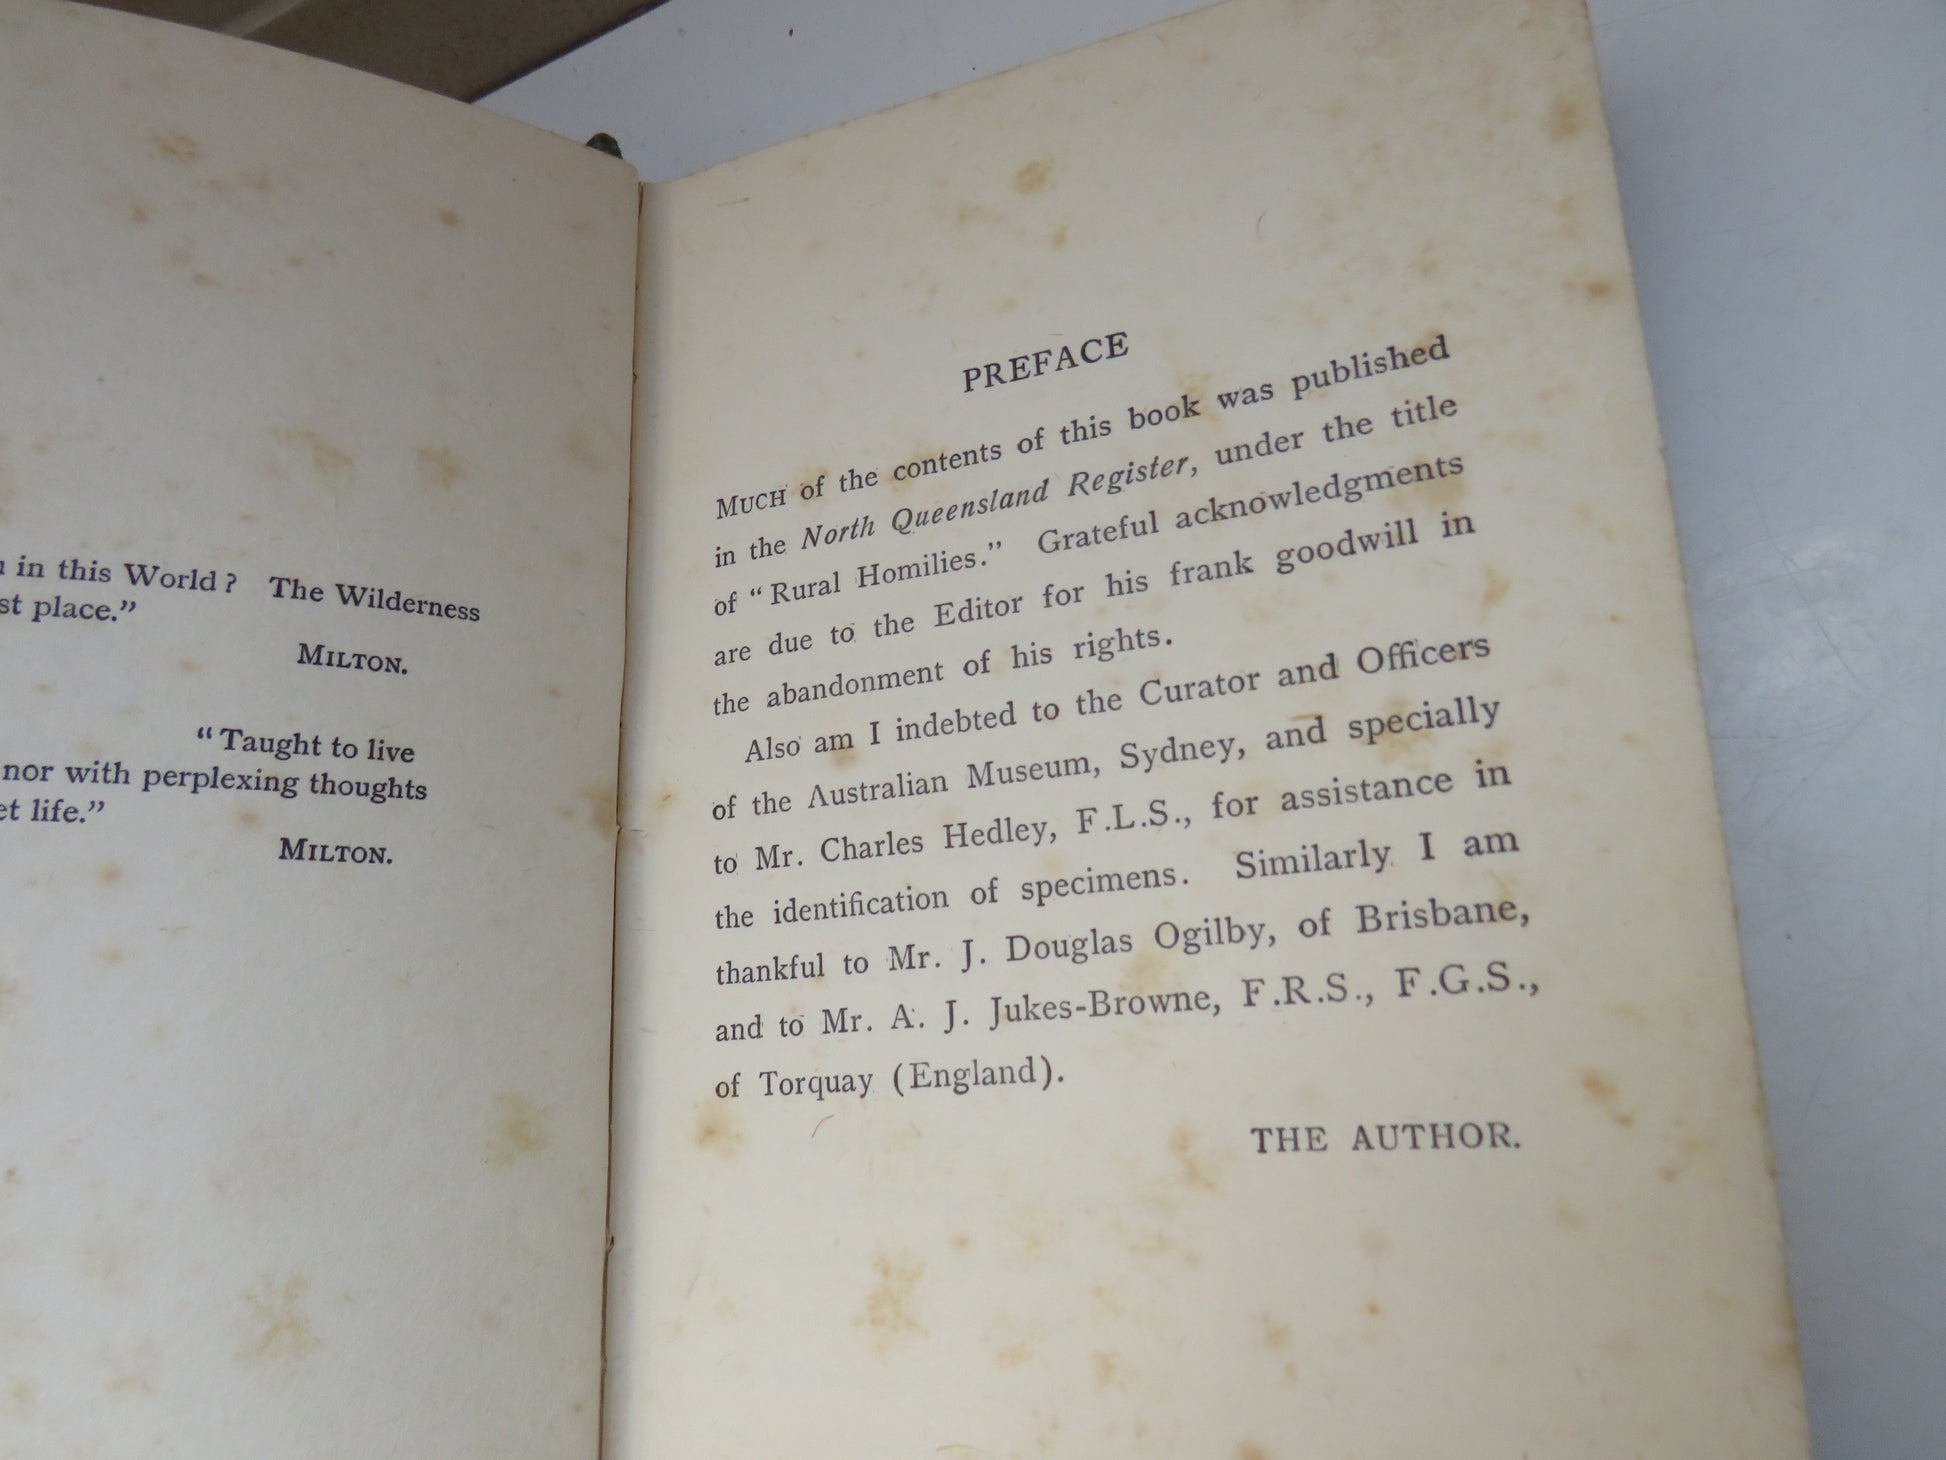 in this World? The Wilderness
st place."
MILTON.
"Taught to live
nor with perplexing thoughts
et life."
MILTON.
PREFACE
MUCH of the contents of this book was published
in the North Queensland Register, under the title
of "Rural Homilies." Grateful acknowledgments
are due to the Editor for his frank goodwill in
the abandonment of his rights.
Also am I indebted to the Curator and Officers
of the Australian Museum, Sydney, and specially
to Mr. Charles Hedley, F.L.S., for assistance in
the identification of specimens. Similarly I am
thankful to Mr. J. Douglas Ogilby, of Brisbane,
and to Mr. A. J. Jukes-Browne, F.R.S., F.G.S.,
of Torquay (England).
THE AUTHOR.